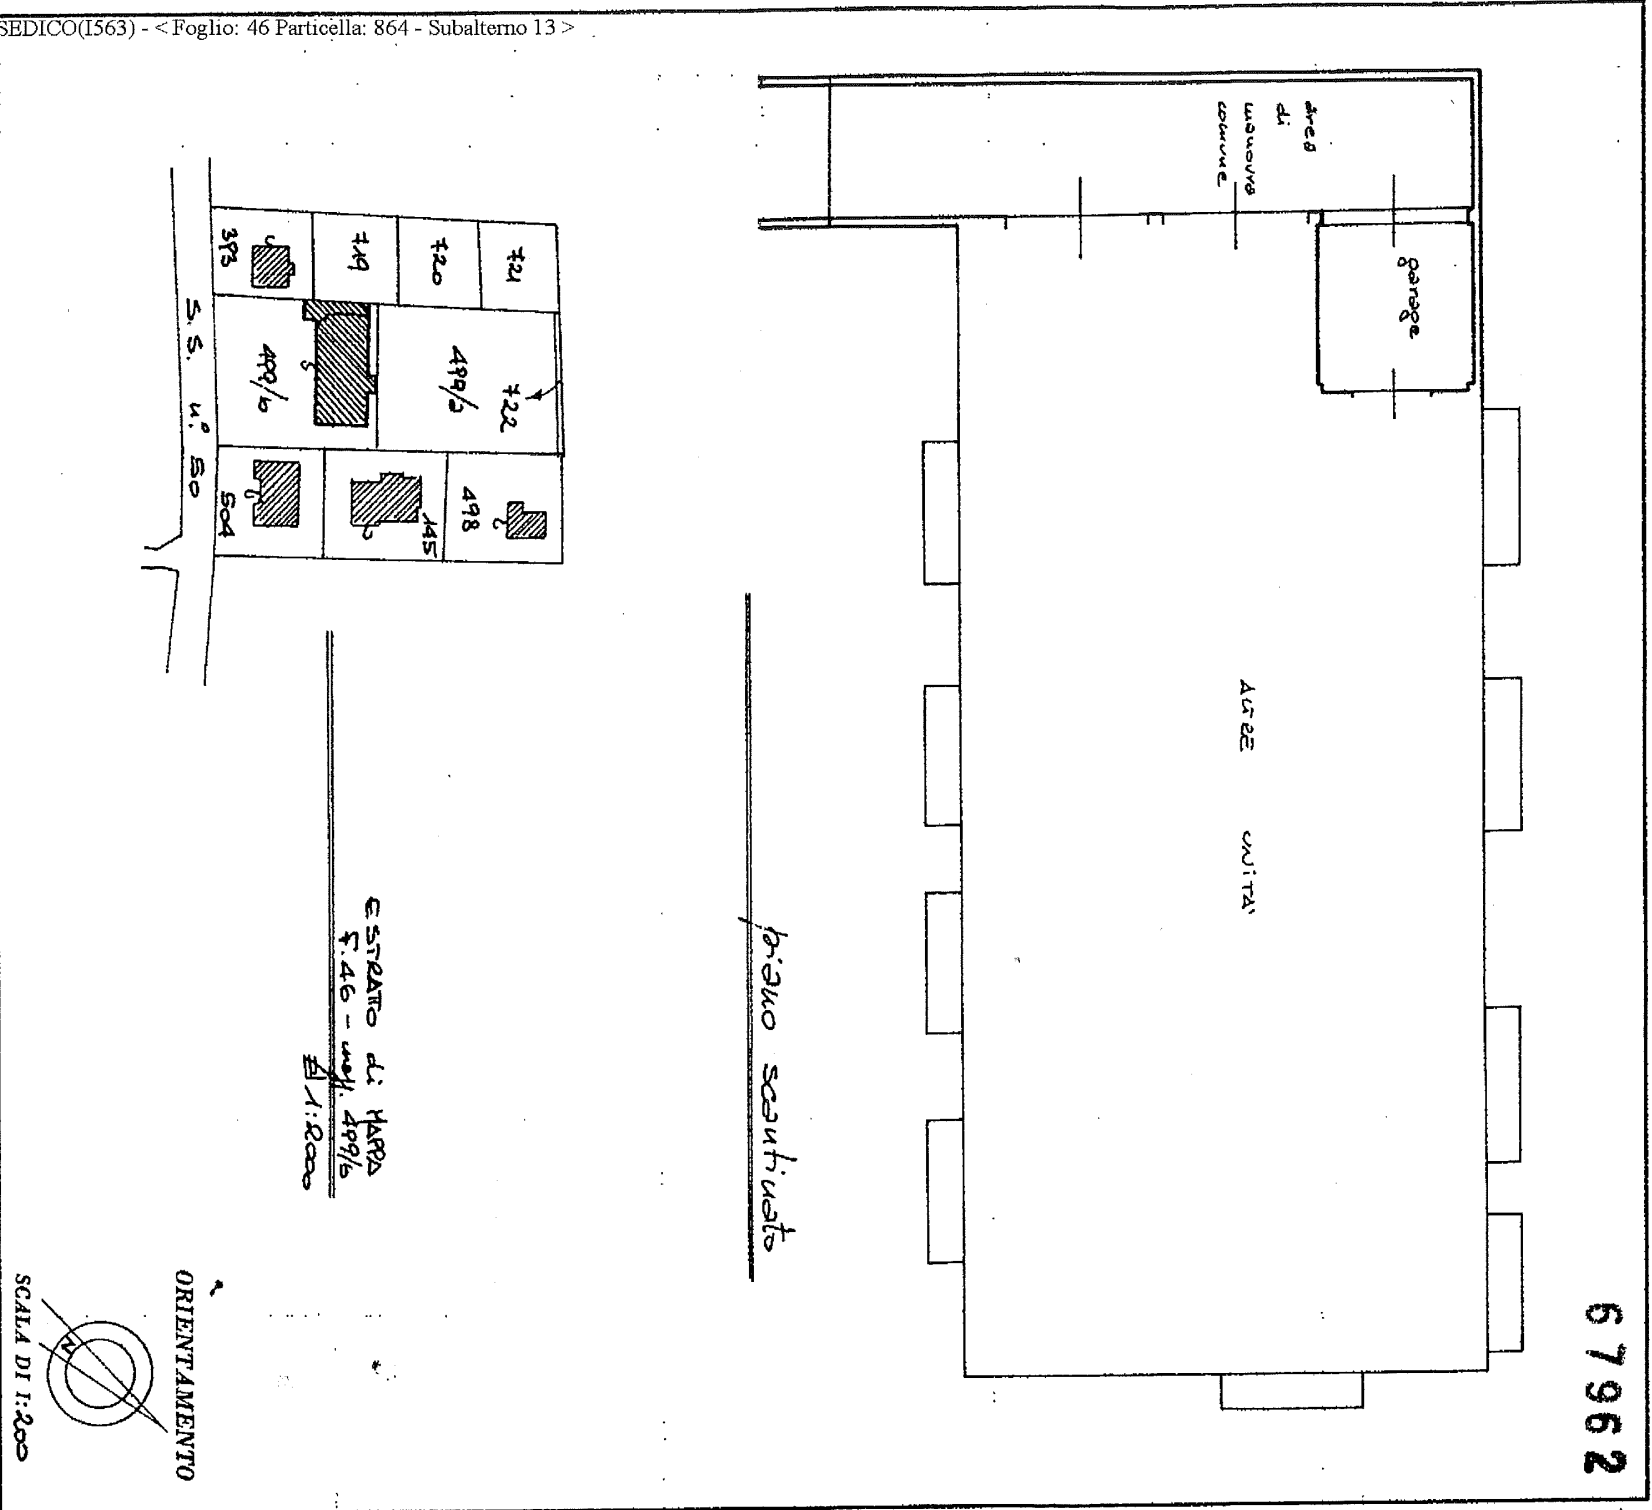 SEDICO(I563) - < Foglio: 46 Particella: 864 - Subalterno 13 >
67962
area
di
manovra
comune
garage
ALTRE UNITA'
piano scantinato
721
720
719
393
722
499/a
499/b
498
145
504
S.S. n° 50
ESTRATTO di MAPPA
F. 46 - mapp. 499/b
1:2000
ORIENTAMENTO
N
SCALA DI 1:200